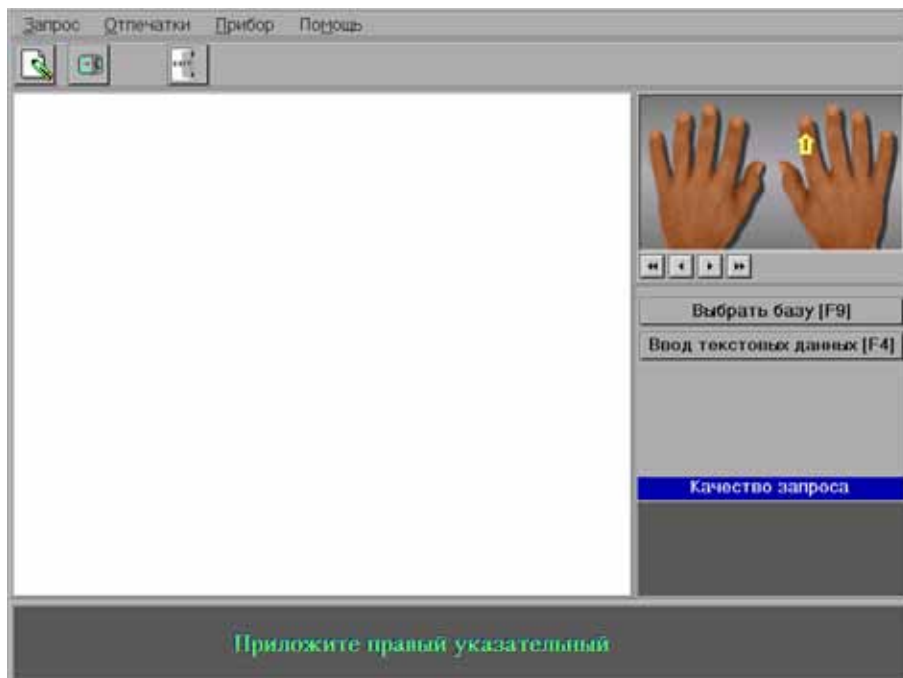 Запрос Отпечатки Прибор Помощь
Выбрать базу [F9]
Ввод текстовых данных [F4]
Качество запроса
Приложите правый указательный